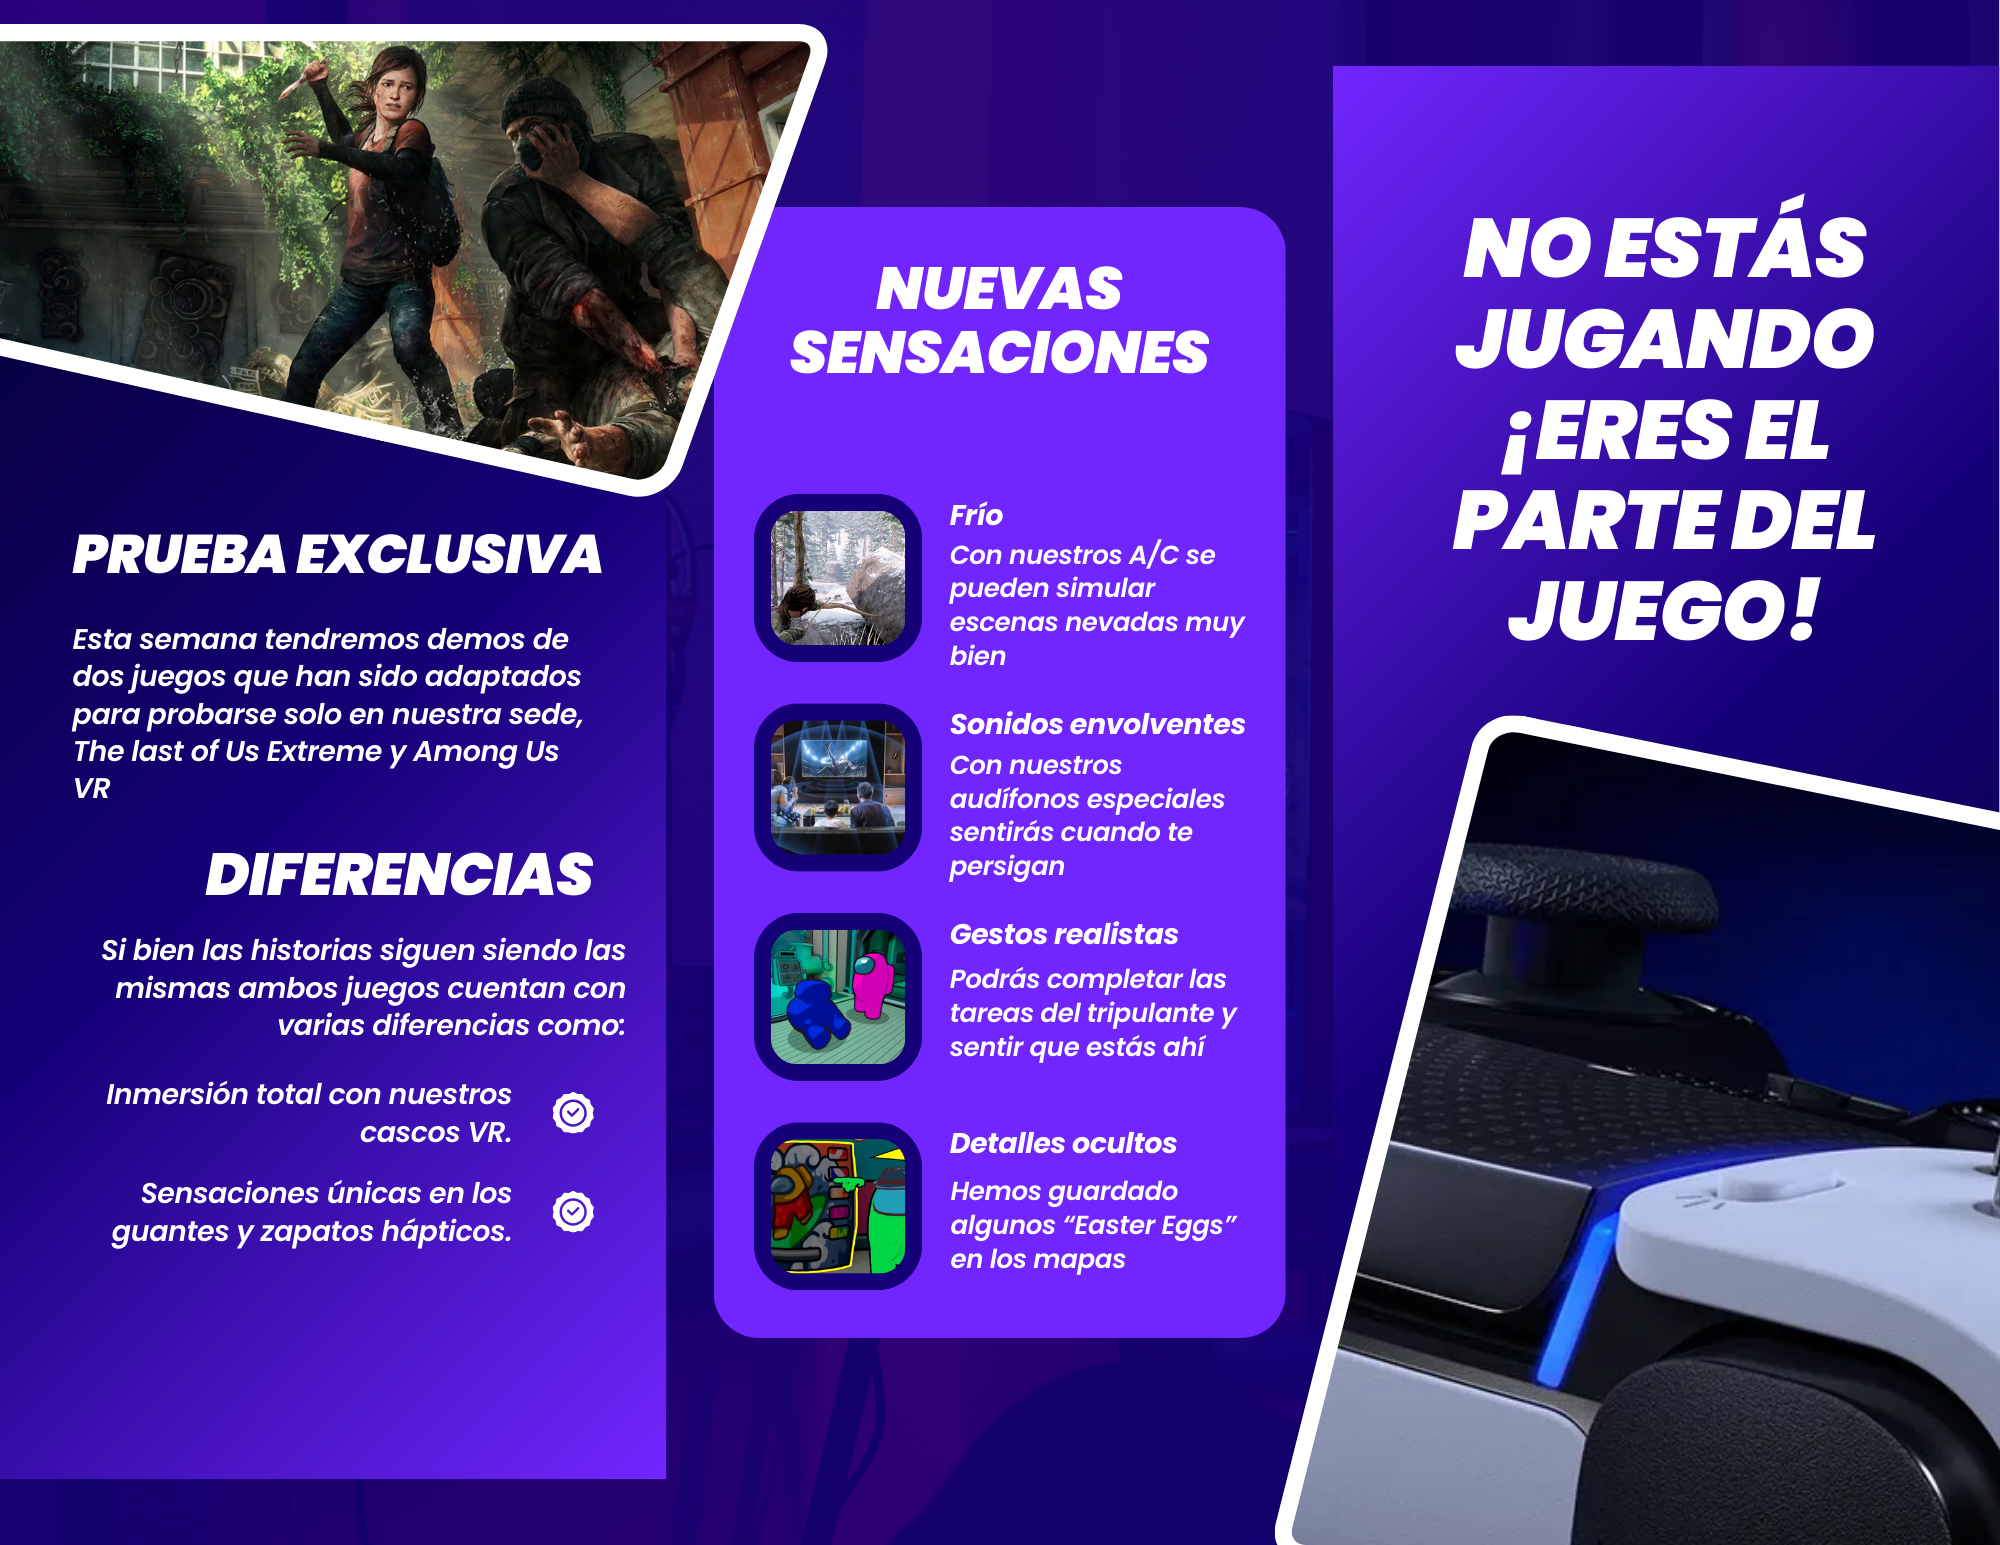 PRUEBA EXCLUSIVA
Esta semana tendremos demos de
dos juegos que han sido adaptados
para probarse solo en nuestra sede,
The last of Us Extreme y Among Us
VR
DIFERENCIAS
Si bien las historias siguen siendo las
mismas ambos juegos cuentan con
varias diferencias como:
Inmersión total con nuestros
cascos VR.
Sensaciones únicas en los
guantes y zapatos hápticos.
NUEVAS
SENSACIONES
Frío
Con nuestros A/C se
pueden simular
escenas nevadas muy
bien
Sonidos envolventes
Con nuestros
audífonos especiales
sentirás cuando te
persigan
Gestos realistas
Podrás completar las
tareas del tripulante y
sentir que estás ahí
Detalles ocultos
Hemos guardado
algunos “Easter Eggs”
en los mapas
NO ESTÁS
JUGANDO
¡ERES EL
PARTE DEL
JUEGO!